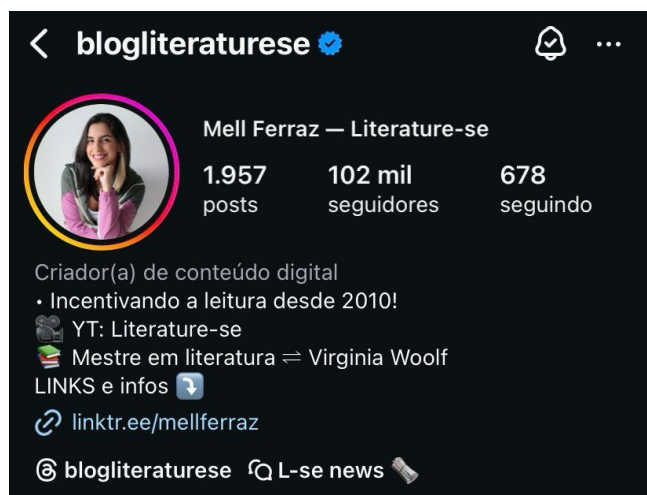 blogliteraturese
Mell Ferraz — Literature-se
1.957 102 mil 678
posts seguidores seguindo
Criador(a) de conteúdo digital
• Incentivando a leitura desde 2010!
🎥 YT: Literature-se
📚 Mestre em literatura ⇌ Virginia Woolf
LINKS e infos ⤵️
linktr.ee/mellferraz
blogliteraturese L-se news 🗞️